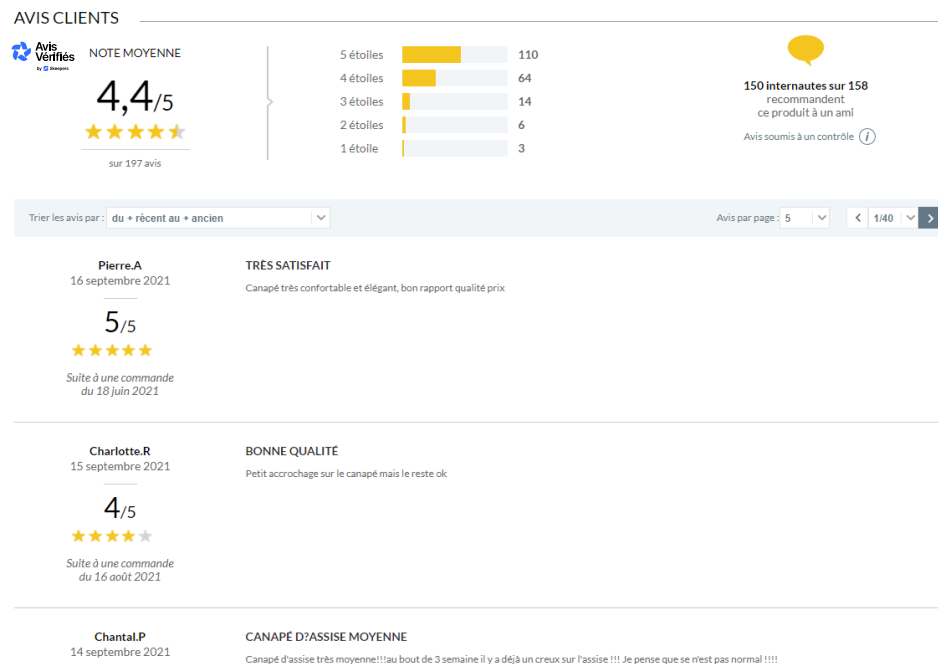 AVIS CLIENTS
Avis
Vérifiés
by Skeepers
NOTE MOYENNE
4,4/5
sur 197 avis
5 étoiles 110
4 étoiles 64
3 étoiles 14
2 étoiles 6
1 étoile 3
150 internautes sur 158
recommandent
ce produit à un ami
Avis soumis à un contrôle i
Trier les avis par : du + rècent au + ancien
Avis par page : 5
1/40
Pierre.A
16 septembre 2021
5/5
Suite à une commande
du 18 juin 2021
TRÈS SATISFAIT
Canapé très confortable et élégant, bon rapport qualité prix
Charlotte.R
15 septembre 2021
4/5
Suite à une commande
du 16 août 2021
BONNE QUALITÉ
Petit accrochage sur le canapé mais le reste ok
Chantal.P
14 septembre 2021
CANAPÉ D?ASSISE MOYENNE
Canapé d'assise très moyenne!!!au bout de 3 semaine il y a déjà un creux sur l'assise !!! Je pense que se n'est pas normal !!!!